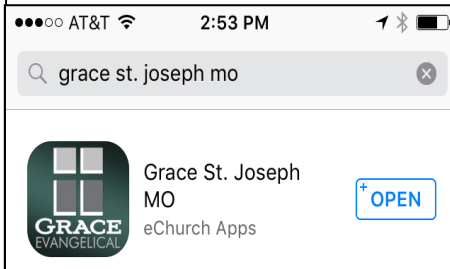 AT&T 2:53 PM
grace st. joseph mo
Grace St. Joseph
MO
eChurch Apps
+ OPEN
GRACE
EVANGELICAL